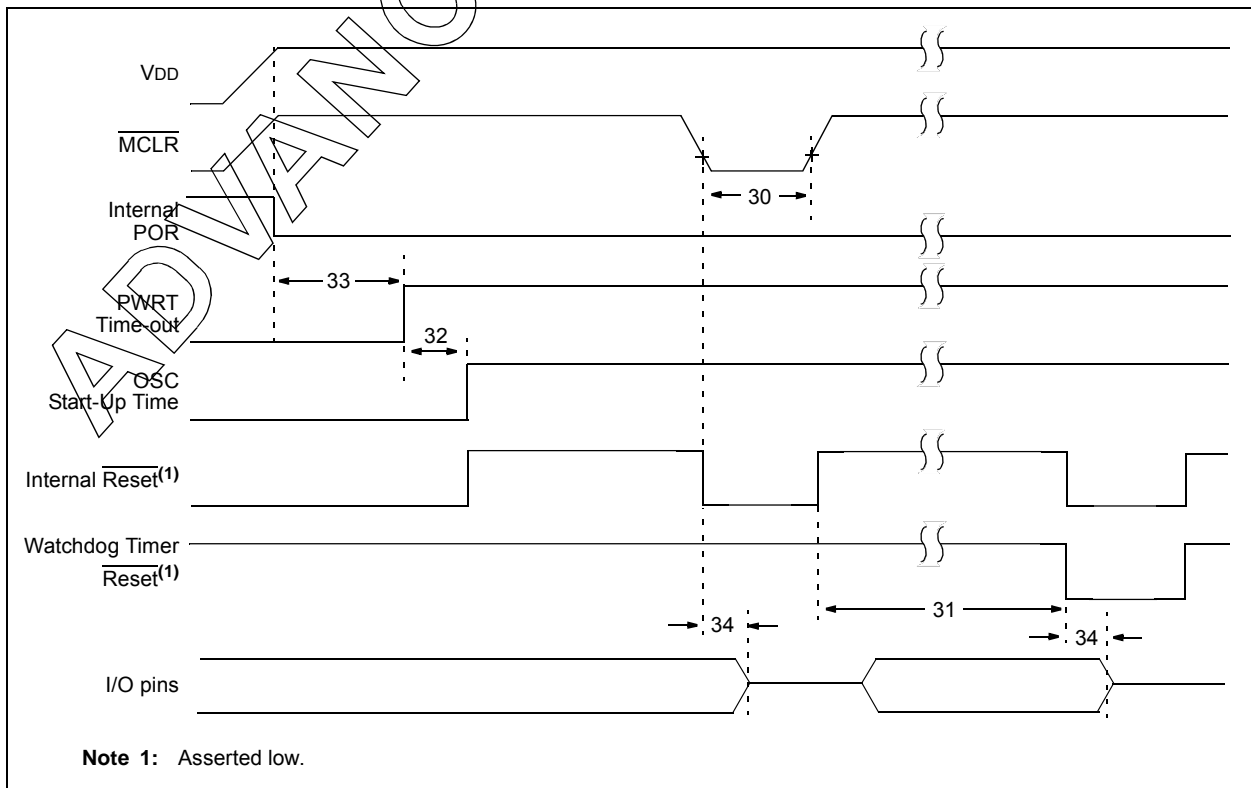 VDD
MCLR
Internal
POR
PWRT
Time-out
OSC
Start-Up Time
Internal Reset(1)
Watchdog Timer
Reset(1)
I/O pins
30
33
32
31
34
34
Note 1: Asserted low.
ADVANC